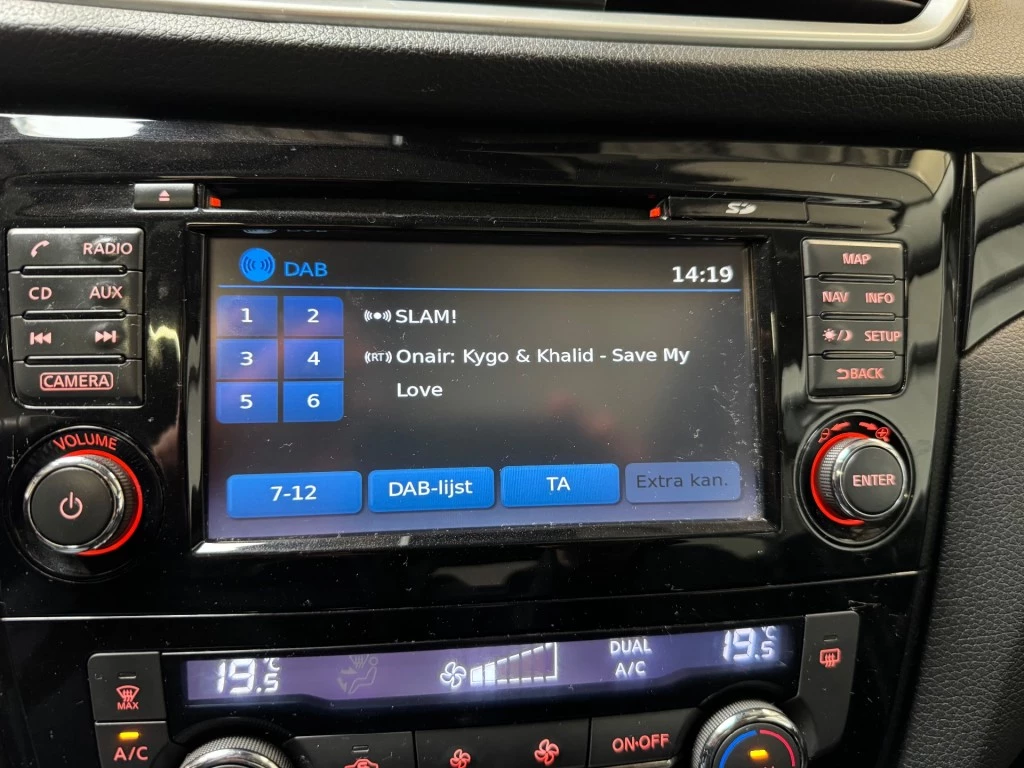 SD
RADIO
CD AUX
CAMERA
VOLUME
DAB
14:19
1 2
3 4
5 6
SLAM!
(RT) Onair: Kygo & Khalid - Save My
Love
7-12 DAB-lijst TA Extra kan.
MAP
NAV INFO
SETUP
BACK
ENTER
19.5°C
DUAL
A/C
19.5°C
MAX
A/C
ON·OFF